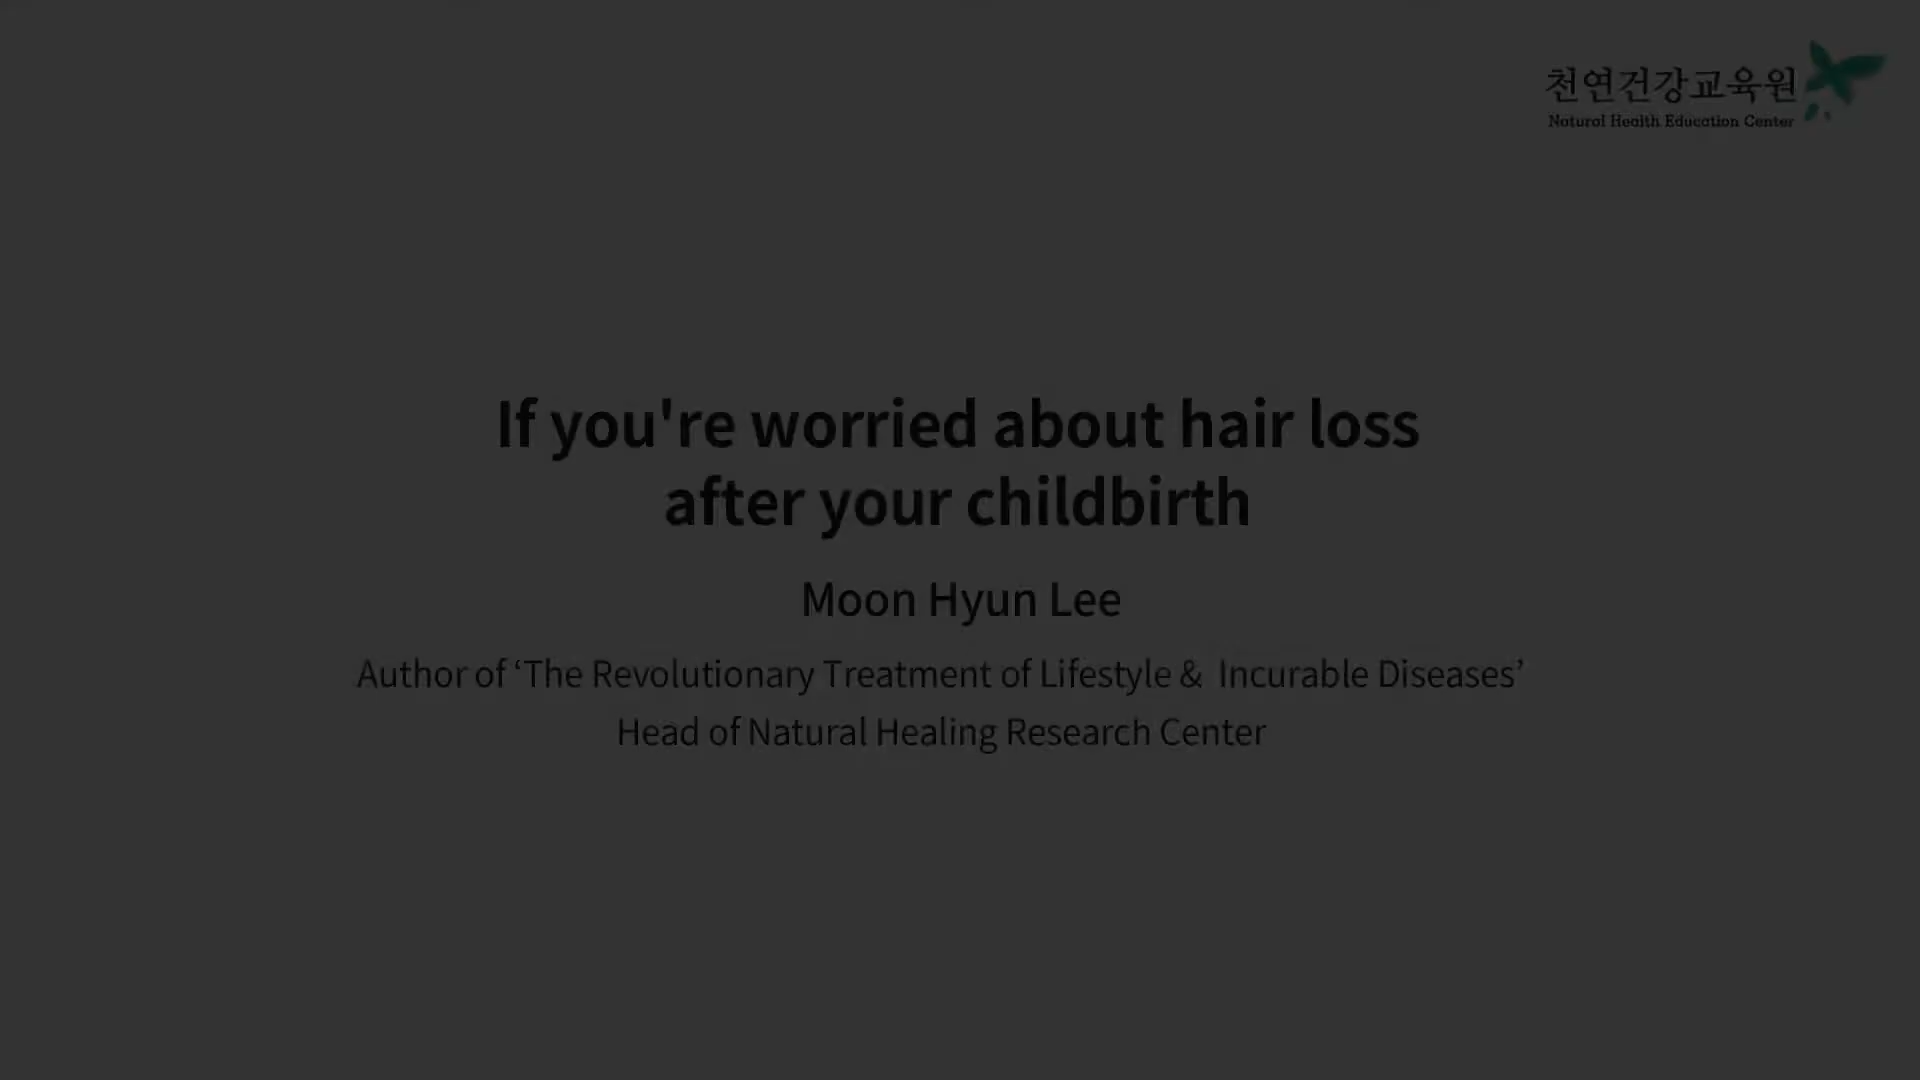 천연건강교육원
Natural Health Education Center
If you're worried about hair loss
after your childbirth
Moon Hyun Lee
Author of ‘The Revolutionary Treatment of Lifestyle & Incurable Diseases’
Head of Natural Healing Research Center